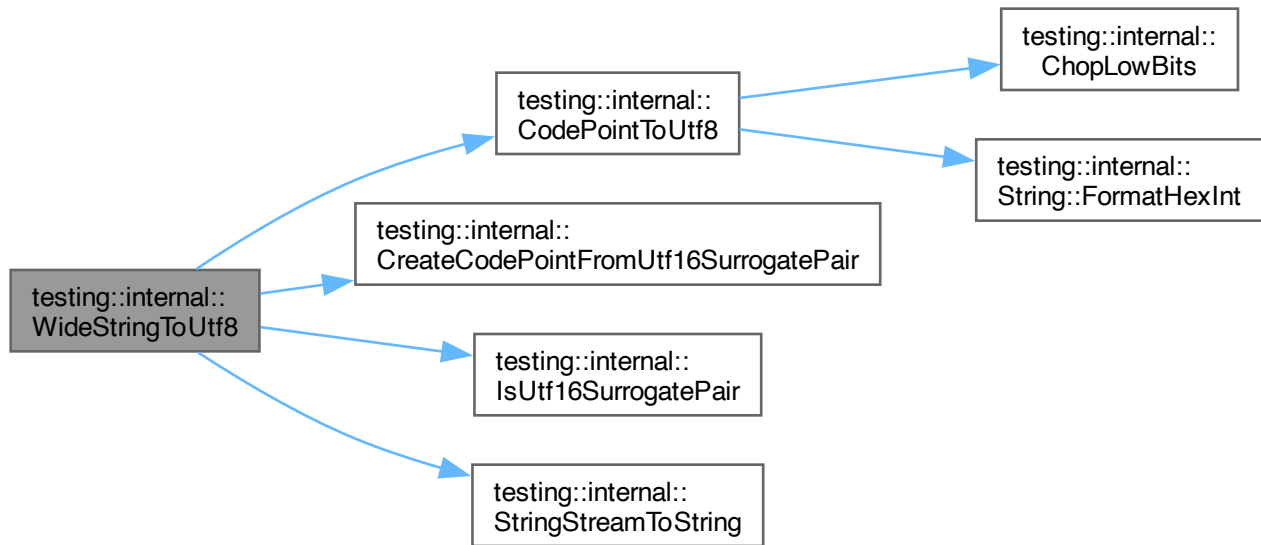 testing::internal::
ChopLowBits
testing::internal::
CodePointToUtf8
testing::internal::
String::FormatHexInt
testing::internal::
CreateCodePointFromUtf16SurrogatePair
testing::internal::
WideStringToUtf8
testing::internal::
IsUtf16SurrogatePair
testing::internal::
StringStreamToString